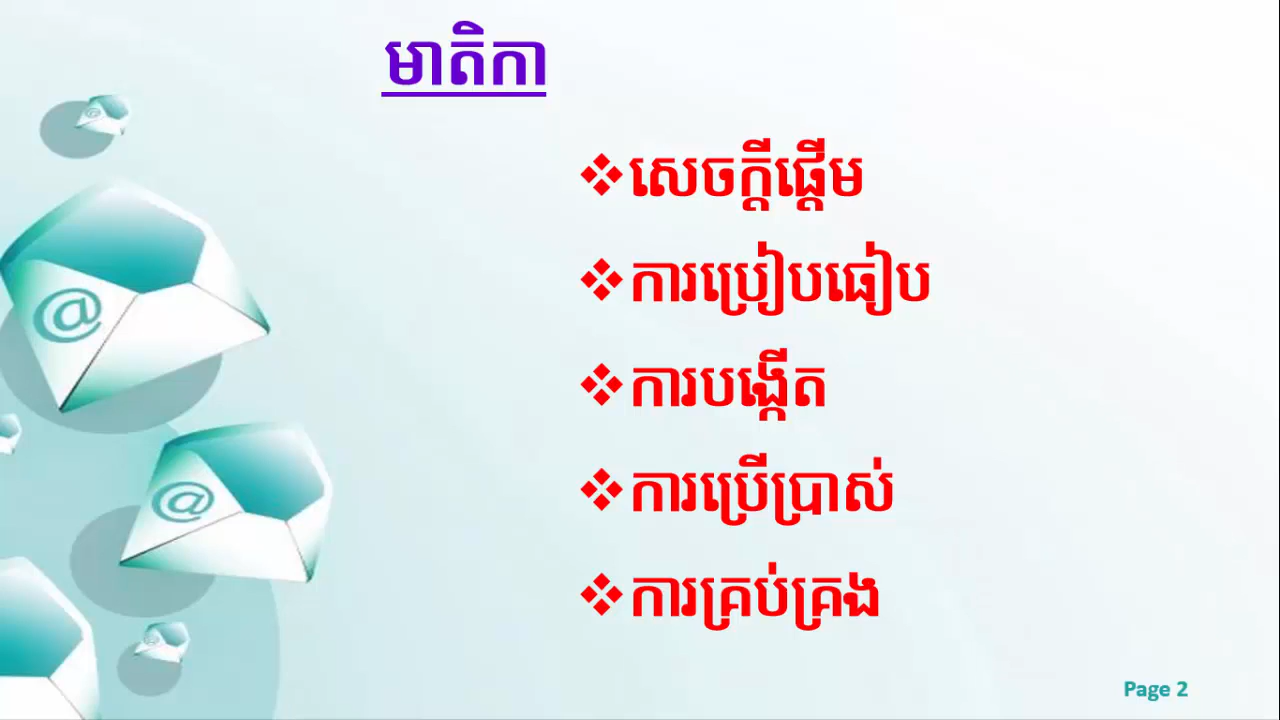 មាតិកា
❖សេចក្តីផ្តើម
❖ការប្រៀបធៀប
❖ការបង្កើត
❖ការប្រើប្រាស់
❖ការគ្រប់គ្រង
@
@
@
@
Page 2